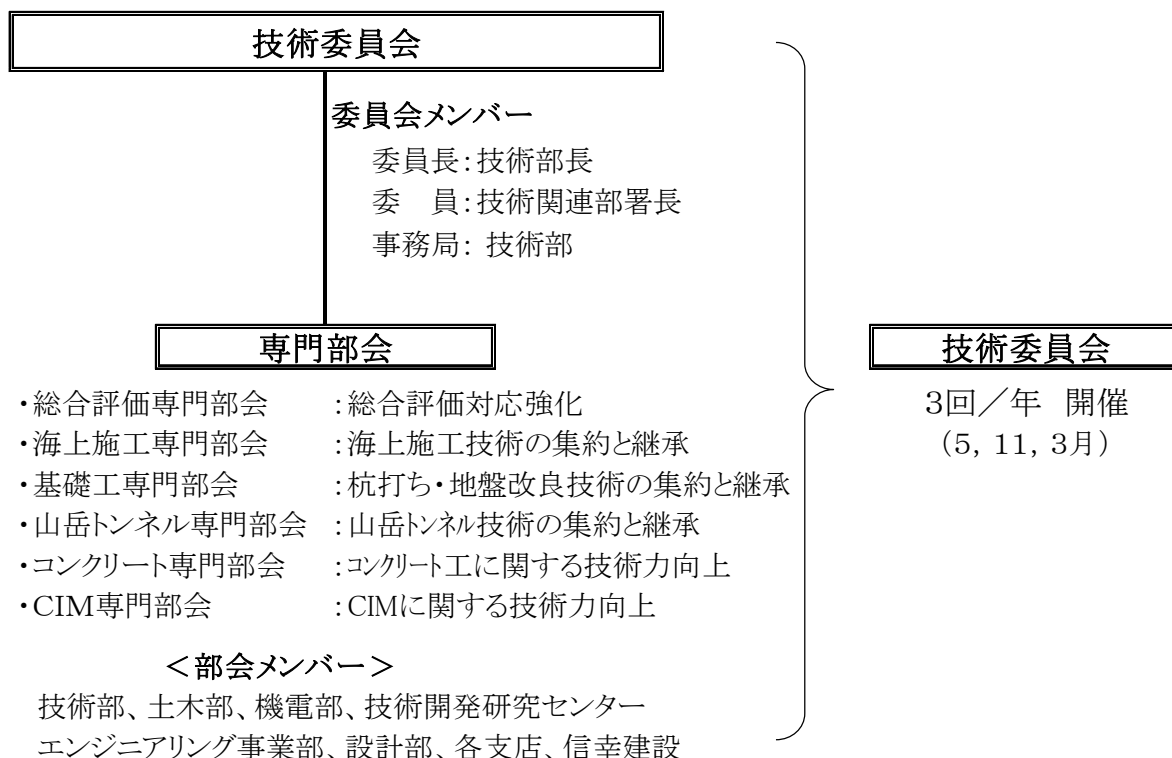 技術委員会
委員会メンバー
委員長:技術部長
委　員:技術関連部署長
事務局: 技術部
専門部会
・総合評価専門部会　:総合評価対応強化
・海上施工専門部会　:海上施工技術の集約と継承
・基礎工専門部会　:杭打ち・地盤改良技術の集約と継承
・山岳トンネル専門部会　:山岳トンネル技術の集約と継承
・コンクリート専門部会　:コンクリート工に関する技術力向上
・CIM専門部会　:CIMに関する技術力向上
＜部会メンバー＞
技術部、土木部、機電部、技術開発研究センター
エンジニアリング事業部、設計部、各支店、信幸建設
技術委員会
3回／年　開催
（5, 11, 3月）